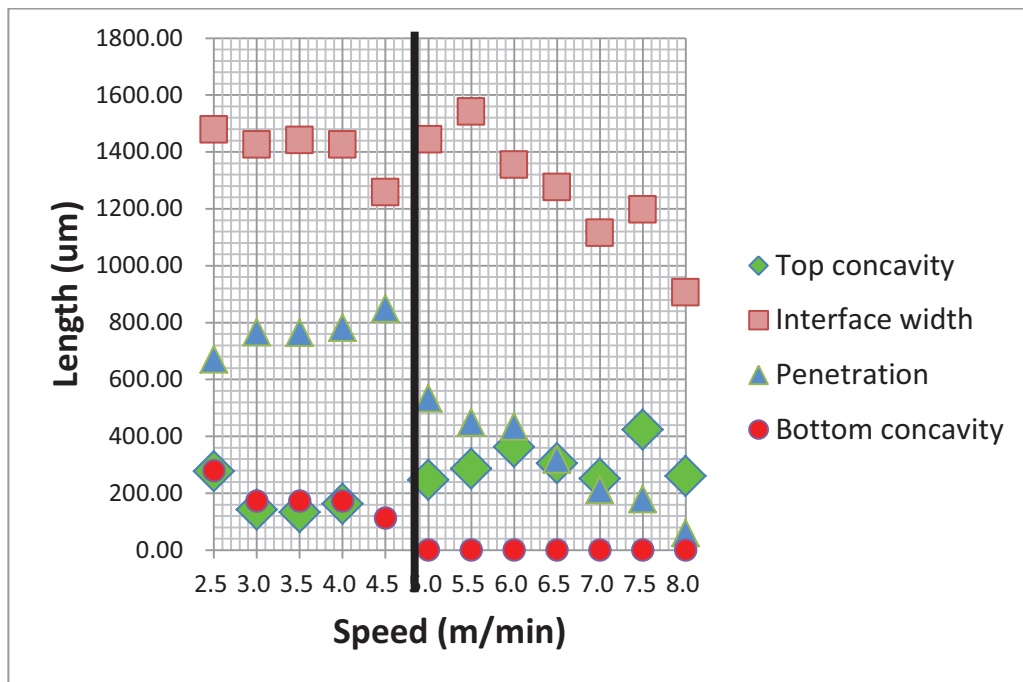 1800.00
1600.00
1400.00
1200.00
1000.00
800.00
600.00
400.00
200.00
0.00
Length (um)
2.5 3.0 3.5 4.0 4.5 5.0 5.5 6.0 6.5 7.0 7.5 8.0
Speed (m/min)
Top concavity
Interface width
Penetration
Bottom concavity